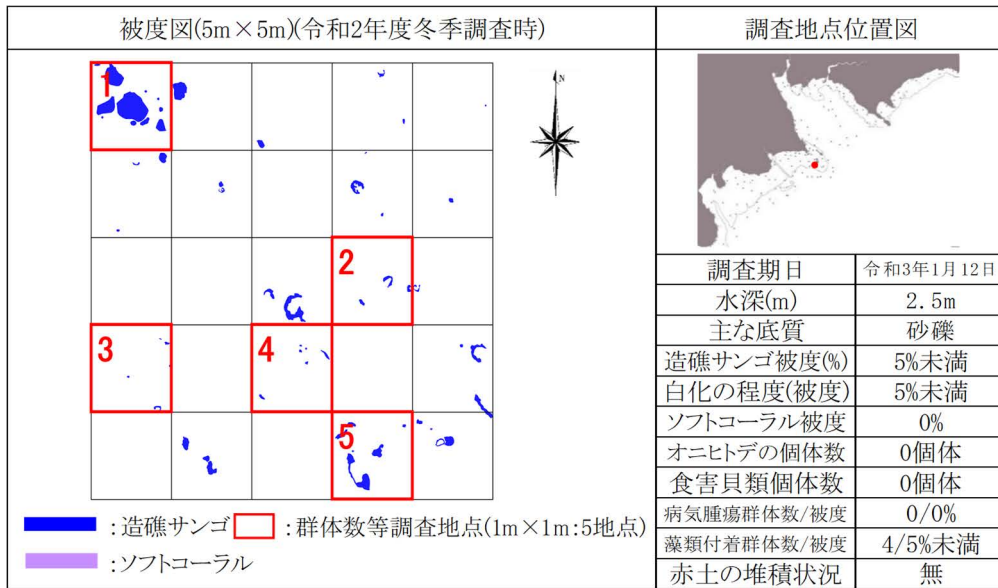 被度図(5m×5m)(令和2年度冬季調査時)
1
2
3
4
5
N
:造礁サンゴ :群体数等調査地点(1m×1m:5地点)
:ソフトコーラル
調査地点位置図
調査期日 令和3年1月12日
水深(m) 2.5m
主な底質 砂礫
造礁サンゴ被度(%) 5%未満
白化の程度(被度) 5%未満
ソフトコーラル被度 0%
オニヒトデの個体数 0個体
食害貝類個体数 0個体
病気腫瘍群体数/被度 0/0%
藻類付着群体数/被度 4/5%未満
赤土の堆積状況 無